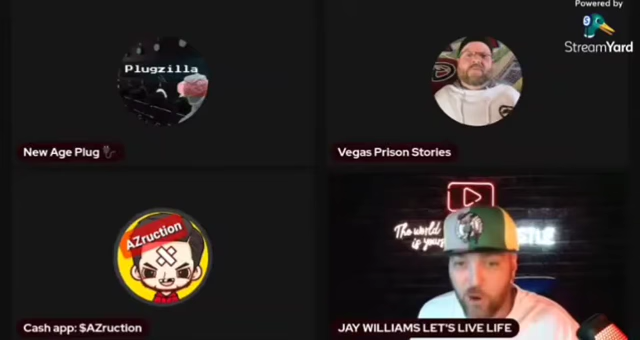 Powered by
StreamYard
Plugzilla
New Age Plug
Vegas Prison Stories
AZruction
The world
is yours
Cash app: $AZruction
JAY WILLIAMS LET'S LIVE LIFE